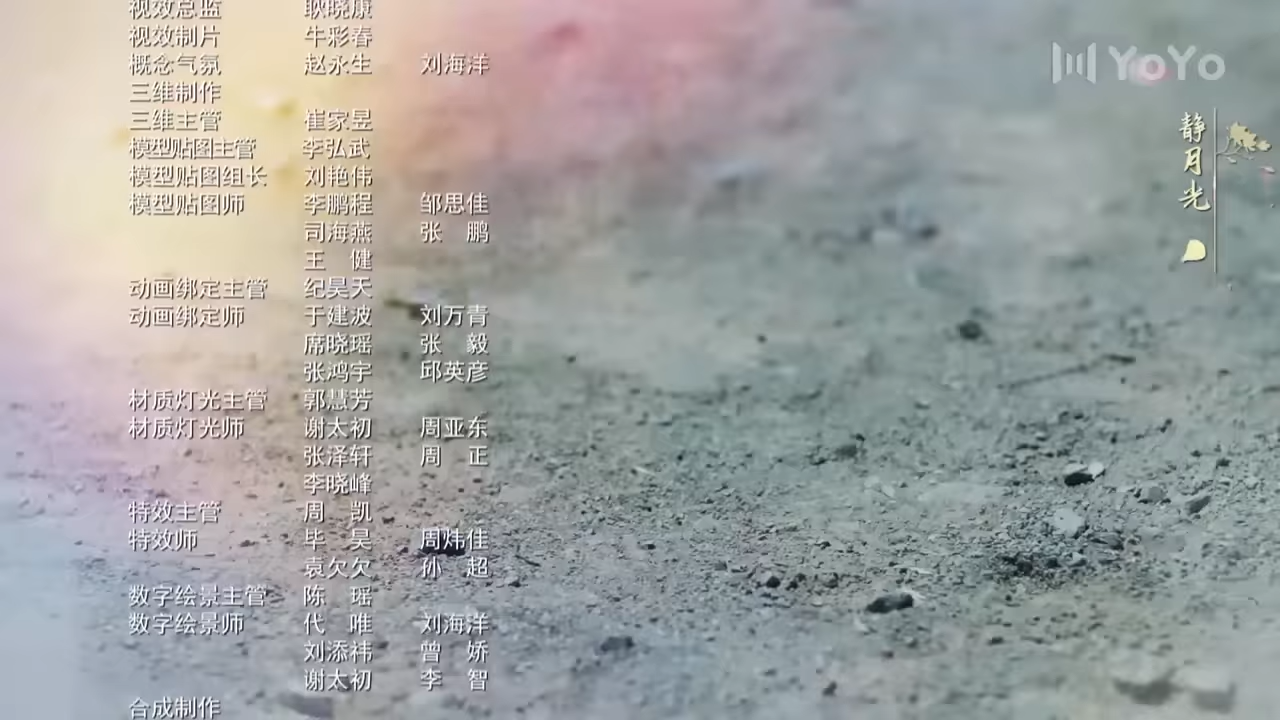 视效总监 耿晓康
视效制片 牛彩春
概念气氛 赵永生 刘海洋
三维制作
三维主管 崔家昱
模型贴图主管 李弘武
模型贴图组长 刘艳伟
模型贴图师 李鹏程 邹思佳
司海燕 张 鹏
王 健
动画绑定主管 纪昊天
动画绑定师 于建波 刘万青
席晓瑶 张 毅
张鸿宇 邱英彦
材质灯光主管 郭慧芳
材质灯光师 谢太初 周亚东
张泽轩 周 正
李晓峰
特效主管 周 凯
特效师 毕 昊 周炜佳
袁欠欠 孙 超
数字绘景主管 陈 瑶
数字绘景师 代 唯 刘海洋
刘添祎 曾 娇
谢太初 李 智
合成制作
YoYo
静月光